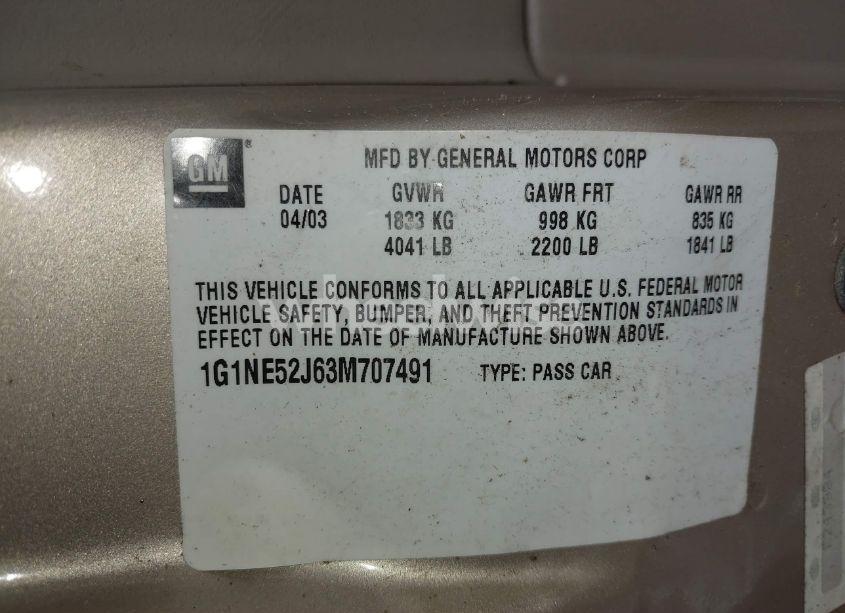 GM
MFD BY GENERAL MOTORS CORP
DATE GVWR GAWR FRT GAWR RR
04/03 1833 KG 998 KG 835 KG
4041 LB 2200 LB 1841 LB
THIS VEHICLE CONFORMS TO ALL APPLICABLE U.S. FEDERAL MOTOR
VEHICLE SAFETY, BUMPER, AND THEFT PREVENTION STANDARDS IN
EFFECT ON THE DATE OF MANUFACTURE SHOWN ABOVE.
1G1NE52J63M707491 TYPE: PASS CAR